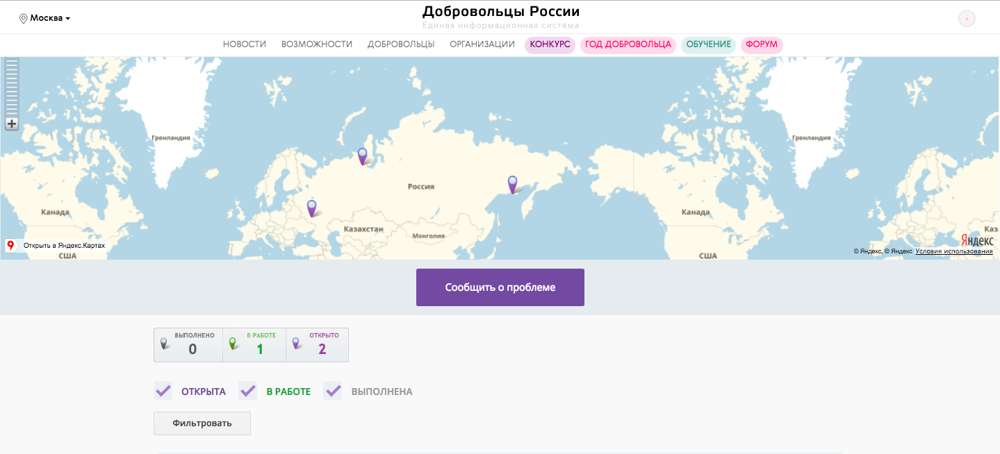 Москва
Добровольцы России
Единая информационная система
НОВОСТИ ВОЗМОЖНОСТИ ДОБРОВОЛЬЦЫ ОРГАНИЗАЦИИ КОНКУРС ГОД ДОБРОВОЛЬЦА ОБУЧЕНИЕ ФОРУМ
Гренландия Гренландия
Россия
Канада Канада
Казахстан Каз
Монголия
Яндекс
Открыть в Яндекс.Картах
© Яндекс, © Яндекс Условия использования
США США
Сообщить о проблеме
ВЫПОЛНЕНО В РАБОТЕ ОТКРЫТО
0 1 2
ОТКРЫТА В РАБОТЕ ВЫПОЛНЕНА
Фильтровать